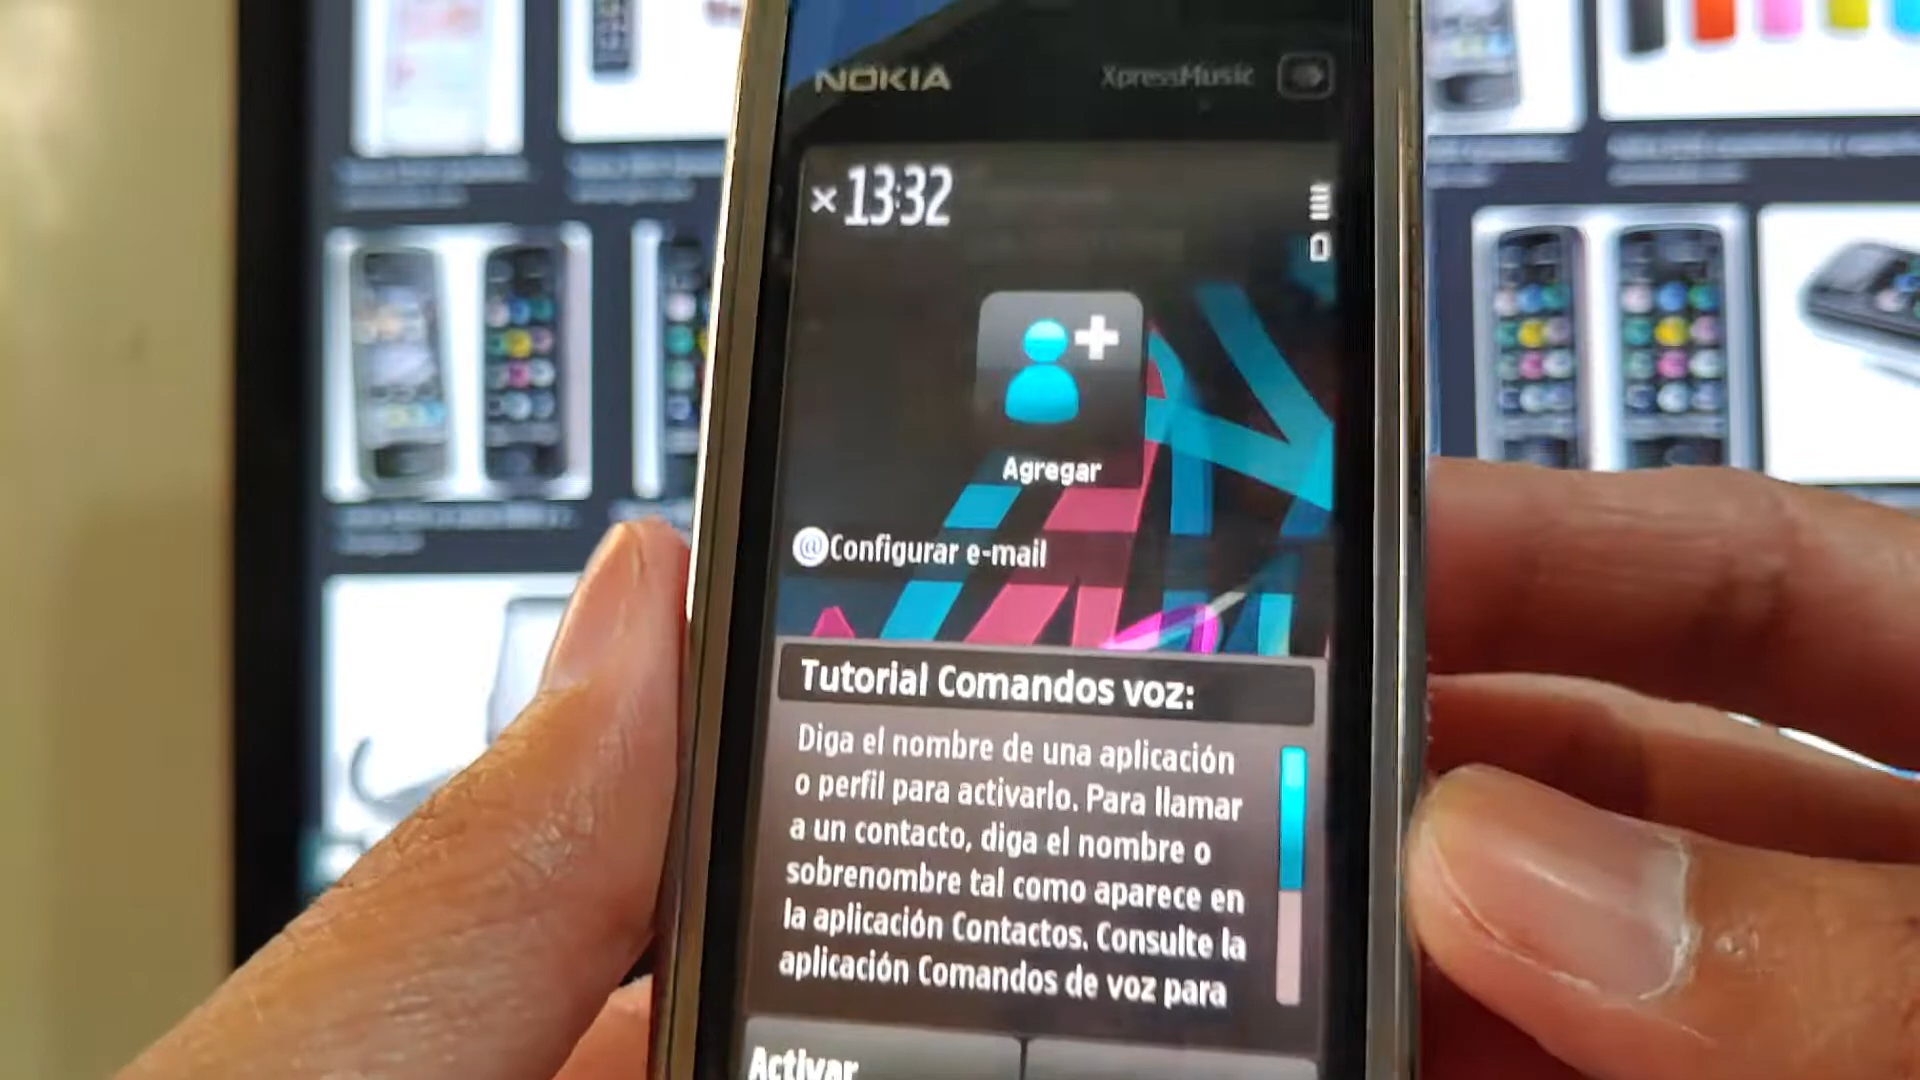 NOKIA
XpressMusic
13:32
Agregar
@Configurar e-mail
Tutorial Comandos voz:
Diga el nombre de una aplicación
o perfil para activarlo. Para llamar
a un contacto, diga el nombre o
sobrenombre tal como aparece en
la aplicación Contactos. Consulte la
aplicación Comandos de voz para
Activar